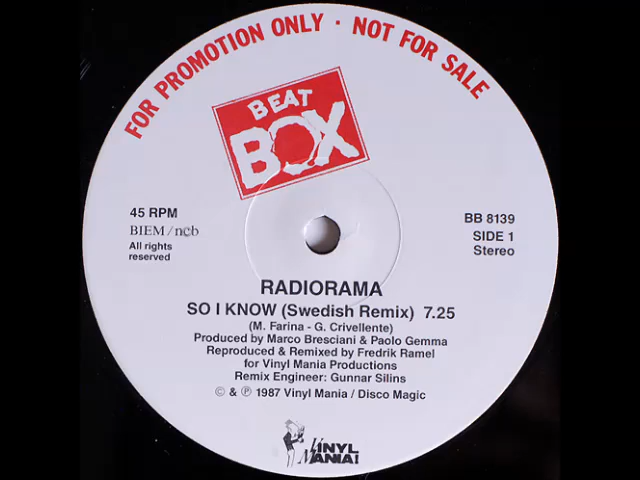 FOR PROMOTION ONLY · NOT FOR SALE
BEAT
BOX
45 RPM
BIEM/ncb
All rights
reserved
BB 8139
SIDE 1
Stereo
RADIORAMA
SO I KNOW (Swedish Remix) 7.25
(M. Farina - G. Crivellente)
Produced by Marco Bresciani & Paolo Gemma
Reproduced & Remixed by Fredrik Ramel
for Vinyl Mania Productions
Remix Engineer: Gunnar Silins
© & ℗ 1987 Vinyl Mania / Disco Magic
VINYL
MANIA!